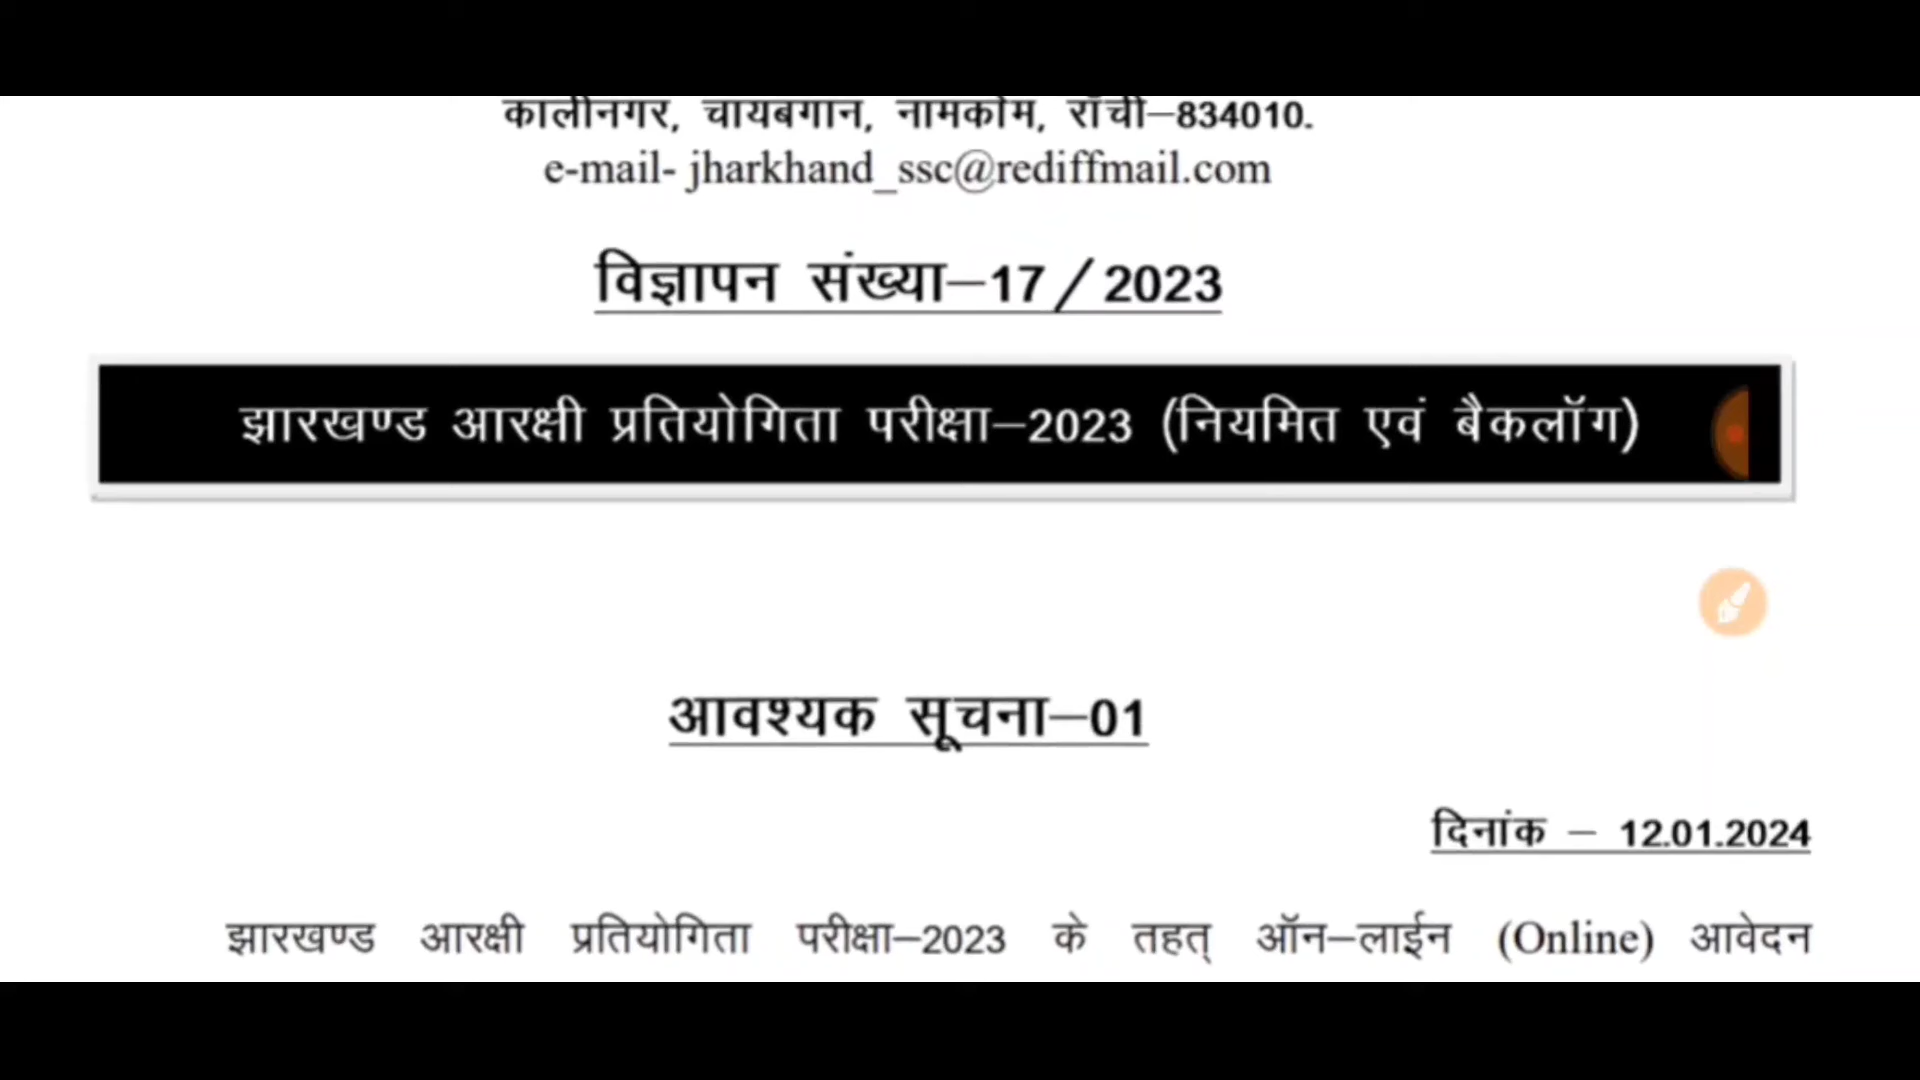 कालीनगर, चायबगान, नामकोम, राँची–834010.
e-mail- jharkhand_ssc@rediffmail.com
विज्ञापन संख्या–17/2023
झारखण्ड आरक्षी प्रतियोगिता परीक्षा–2023 (नियमित एवं बैकलॉग)
आवश्यक सूचना–01
दिनांक – 12.01.2024
झारखण्ड आरक्षी प्रतियोगिता परीक्षा–2023 के तहत् ऑन–लाईन (Online) आवेदन